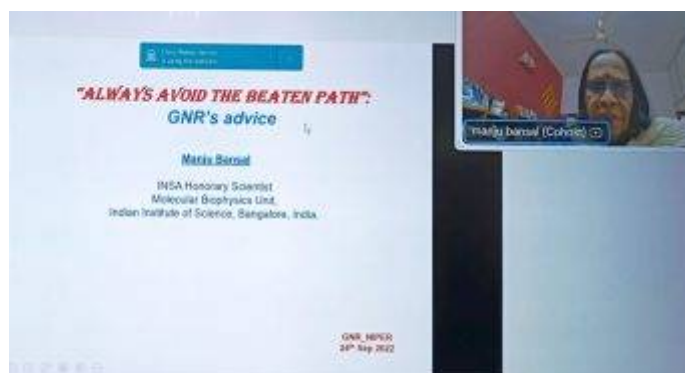 "ALWAYS AVOID THE BEATEN PATH":
GNR's advice
Manju Bansal
INSA Honorary Scientist
Molecular Biophysics Unit,
Indian Institute of Science, Bangalore, India.
GNR_NIPER
24th Sep 2022
manju bansal (Cohost)